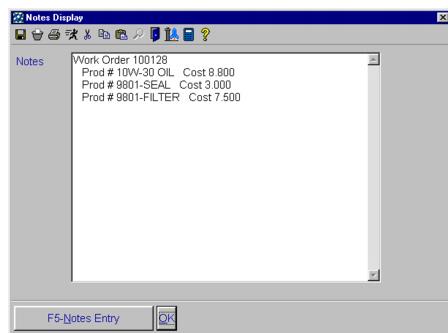 Notes Display
Notes
Work Order 100128
Prod # 10W-30 OIL Cost 8.800
Prod # 9801-SEAL Cost 3.000
Prod # 9801-FILTER Cost 7.500
F5-Notes Entry
OK